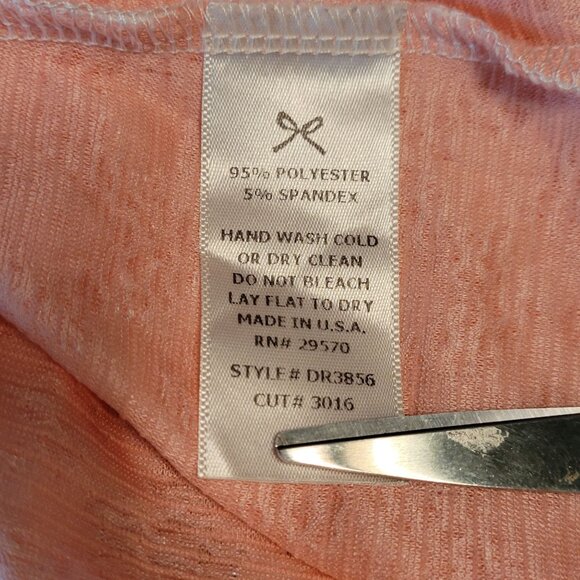 95% POLYESTER
5% SPANDEX
HAND WASH COLD
OR DRY CLEAN
DO NOT BLEACH
LAY FLAT TO DRY
MADE IN U.S.A.
RN# 29570
STYLE# DR3856
CUT# 3016